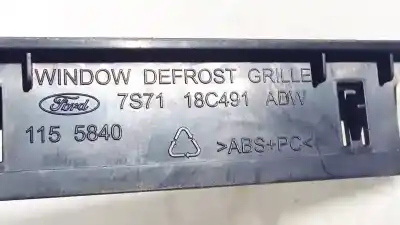 WINDOW DEFROST GRILLE
Ford 7S71 18C491 ADW
115 5840 >ABS+PC<